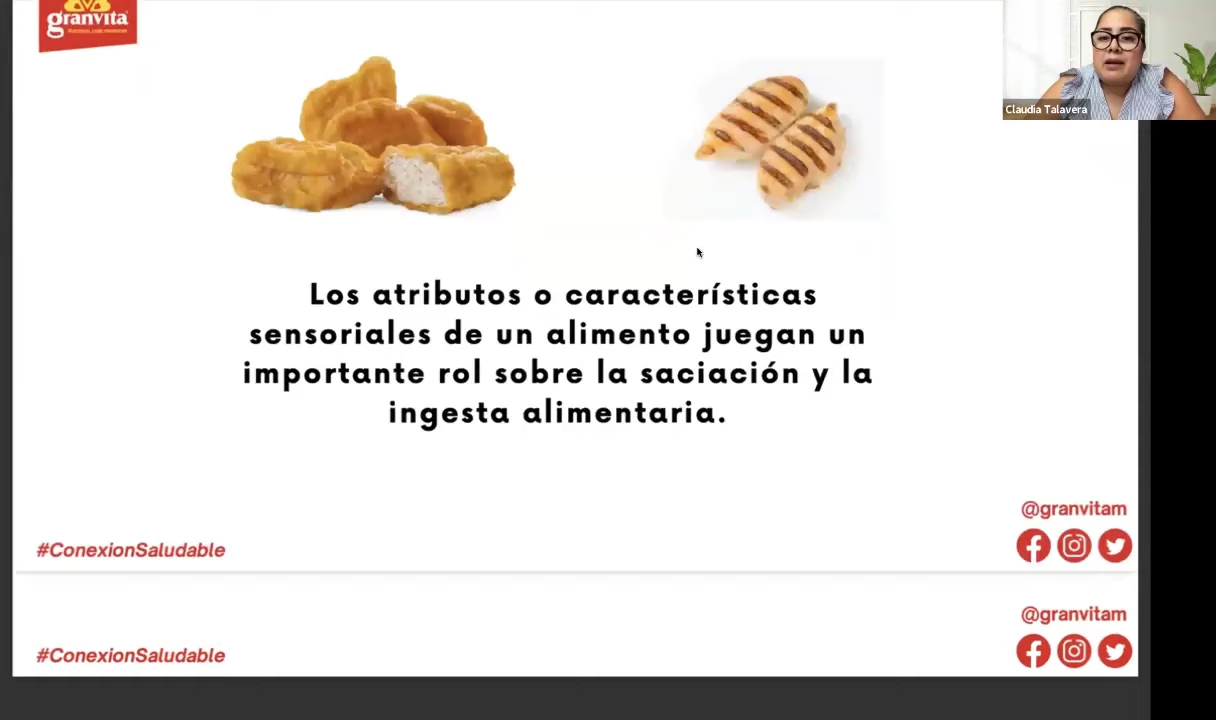 granvita
Claudia Talavera
Los atributos o características
sensoriales de un alimento juegan un
importante rol sobre la saciación y la
ingesta alimentaria.
@granvitam
#ConexionSaludable
@granvitam
#ConexionSaludable